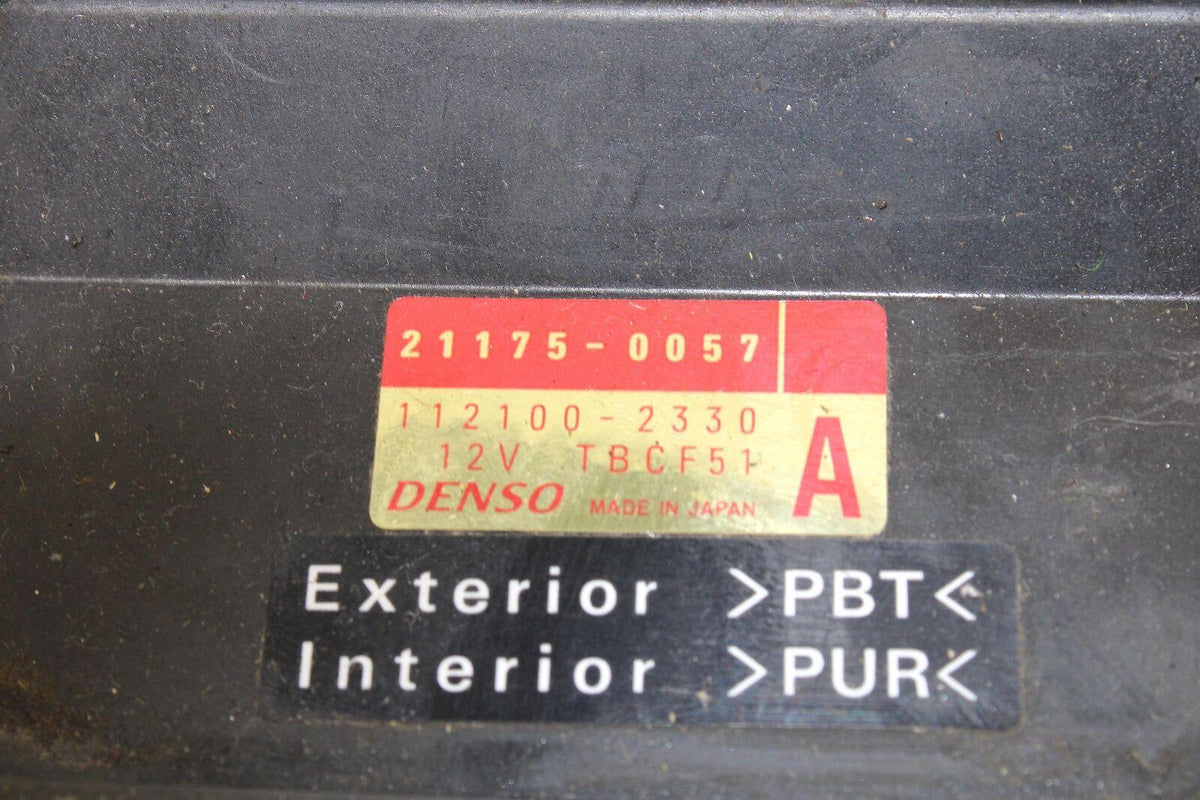 21175-0057
112100-2330
12V TBCF51
A
DENSO MADE IN JAPAN
Exterior >PBT<
Interior >PUR<